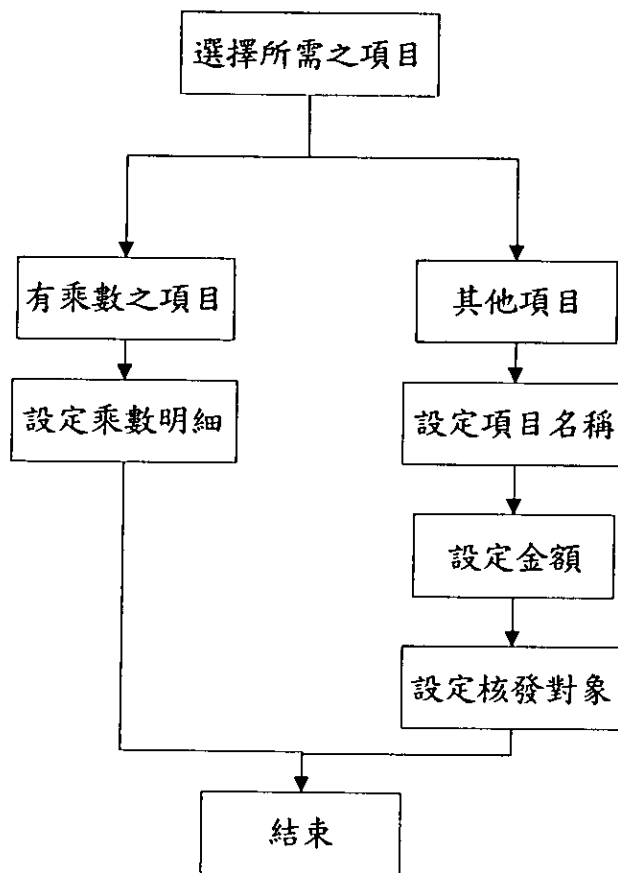 選擇所需之項目
有乘數之項目
其他項目
設定乘數明細
設定項目名稱
設定金額
設定核發對象
結束